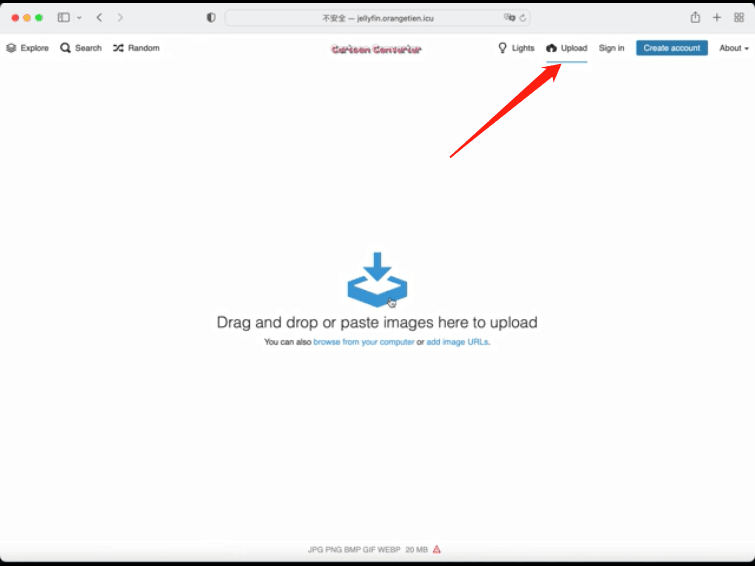 不安全 — jellyfin.orangetien.icu
Explore Search Random Cartoon Converter Lights Upload Sign in Create account About
Drag and drop or paste images here to upload
You can also browse from your computer or add image URLs.
JPG PNG BMP GIF WEBP 20 MB